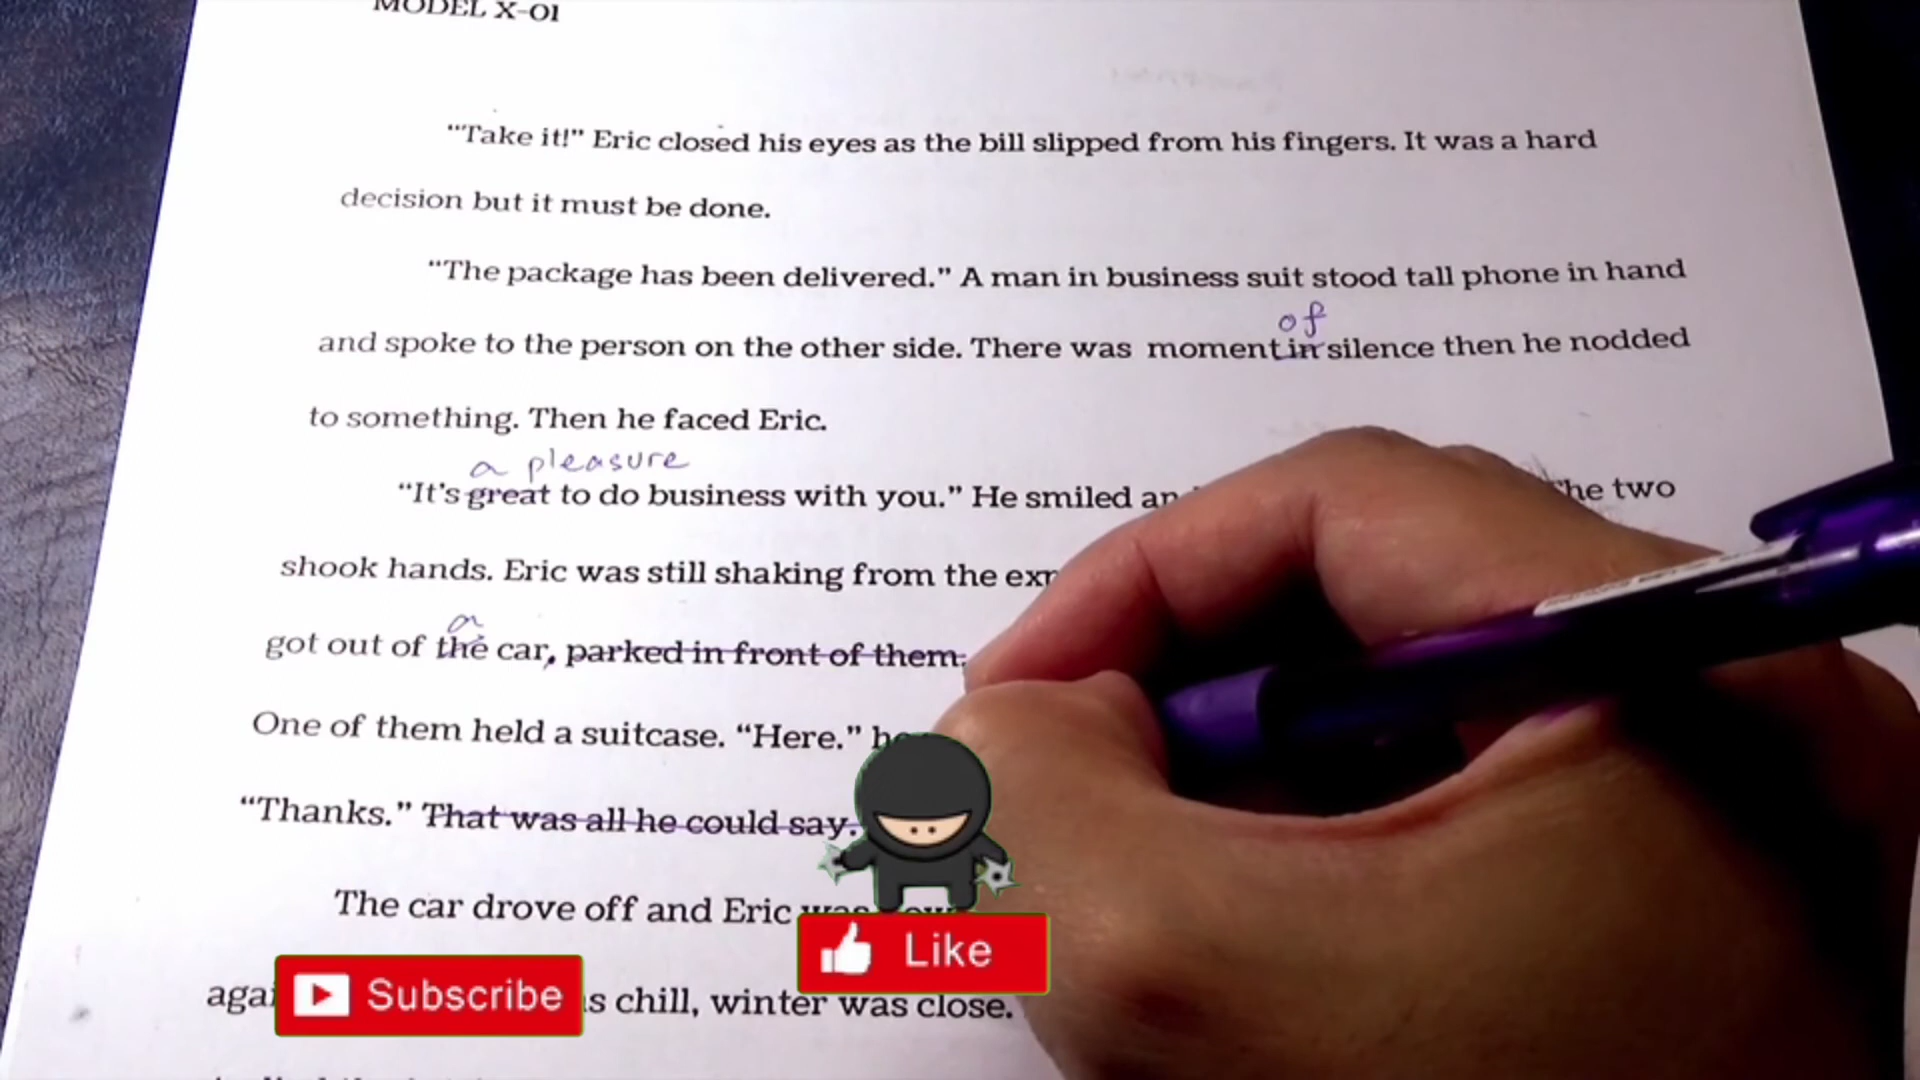 MODEL X-01
“Take it!” Eric closed his eyes as the bill slipped from his fingers. It was a hard
decision but it must be done.
“The package has been delivered.” A man in business suit stood tall phone in hand
of
and spoke to the person on the other side. There was moment in silence then he nodded
to something. Then he faced Eric.
a pleasure
“It’s great to do business with you.” He smiled two
shook hands. Eric was still shaking from the
a
got out of the car, parked in front of them.
One of them held a suitcase. “Here.”
“Thanks.” That was all he could say.
The car drove off and Eric was
Like
Subscribe
chill, winter was close.